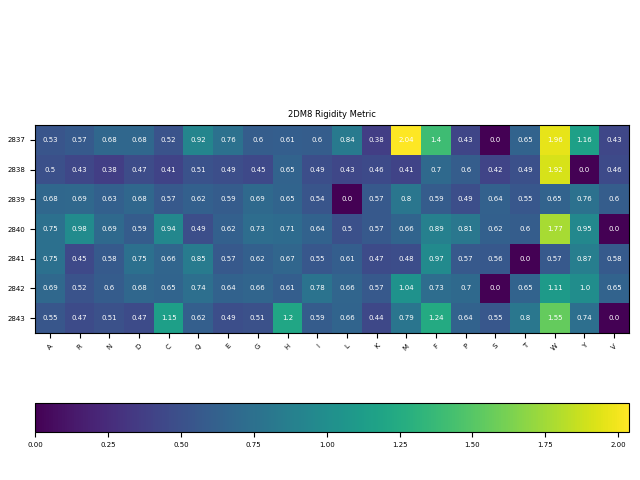 2DM8 Rigidity Metric
2837 0.53 0.57 0.68 0.68 0.52 0.92 0.76 0.6 0.61 0.6 0.84 0.38 2.04 1.4 0.43 0.0 0.65 1.96 1.16 0.43
2838 0.5 0.43 0.38 0.47 0.41 0.51 0.49 0.45 0.65 0.49 0.43 0.46 0.41 0.7 0.6 0.42 0.49 1.92 0.0 0.46
2839 0.68 0.69 0.63 0.68 0.57 0.62 0.59 0.69 0.65 0.54 0.0 0.57 0.8 0.59 0.49 0.64 0.55 0.65 0.76 0.6
2840 0.75 0.98 0.69 0.59 0.94 0.49 0.62 0.73 0.71 0.64 0.5 0.57 0.66 0.89 0.81 0.62 0.6 1.77 0.95 0.0
2841 0.75 0.45 0.58 0.75 0.66 0.85 0.57 0.62 0.67 0.55 0.61 0.47 0.48 0.97 0.57 0.56 0.0 0.57 0.87 0.58
2842 0.69 0.52 0.6 0.68 0.65 0.74 0.64 0.66 0.61 0.78 0.66 0.57 1.04 0.73 0.7 0.0 0.65 1.11 1.0 0.65
2843 0.55 0.47 0.51 0.47 1.15 0.62 0.49 0.51 1.2 0.59 0.66 0.44 0.79 1.24 0.64 0.55 0.8 1.55 0.74 0.0
A R N D C Q E G H I L K M F P S T W Y V
0.00 0.25 0.50 0.75 1.00 1.25 1.50 1.75 2.00